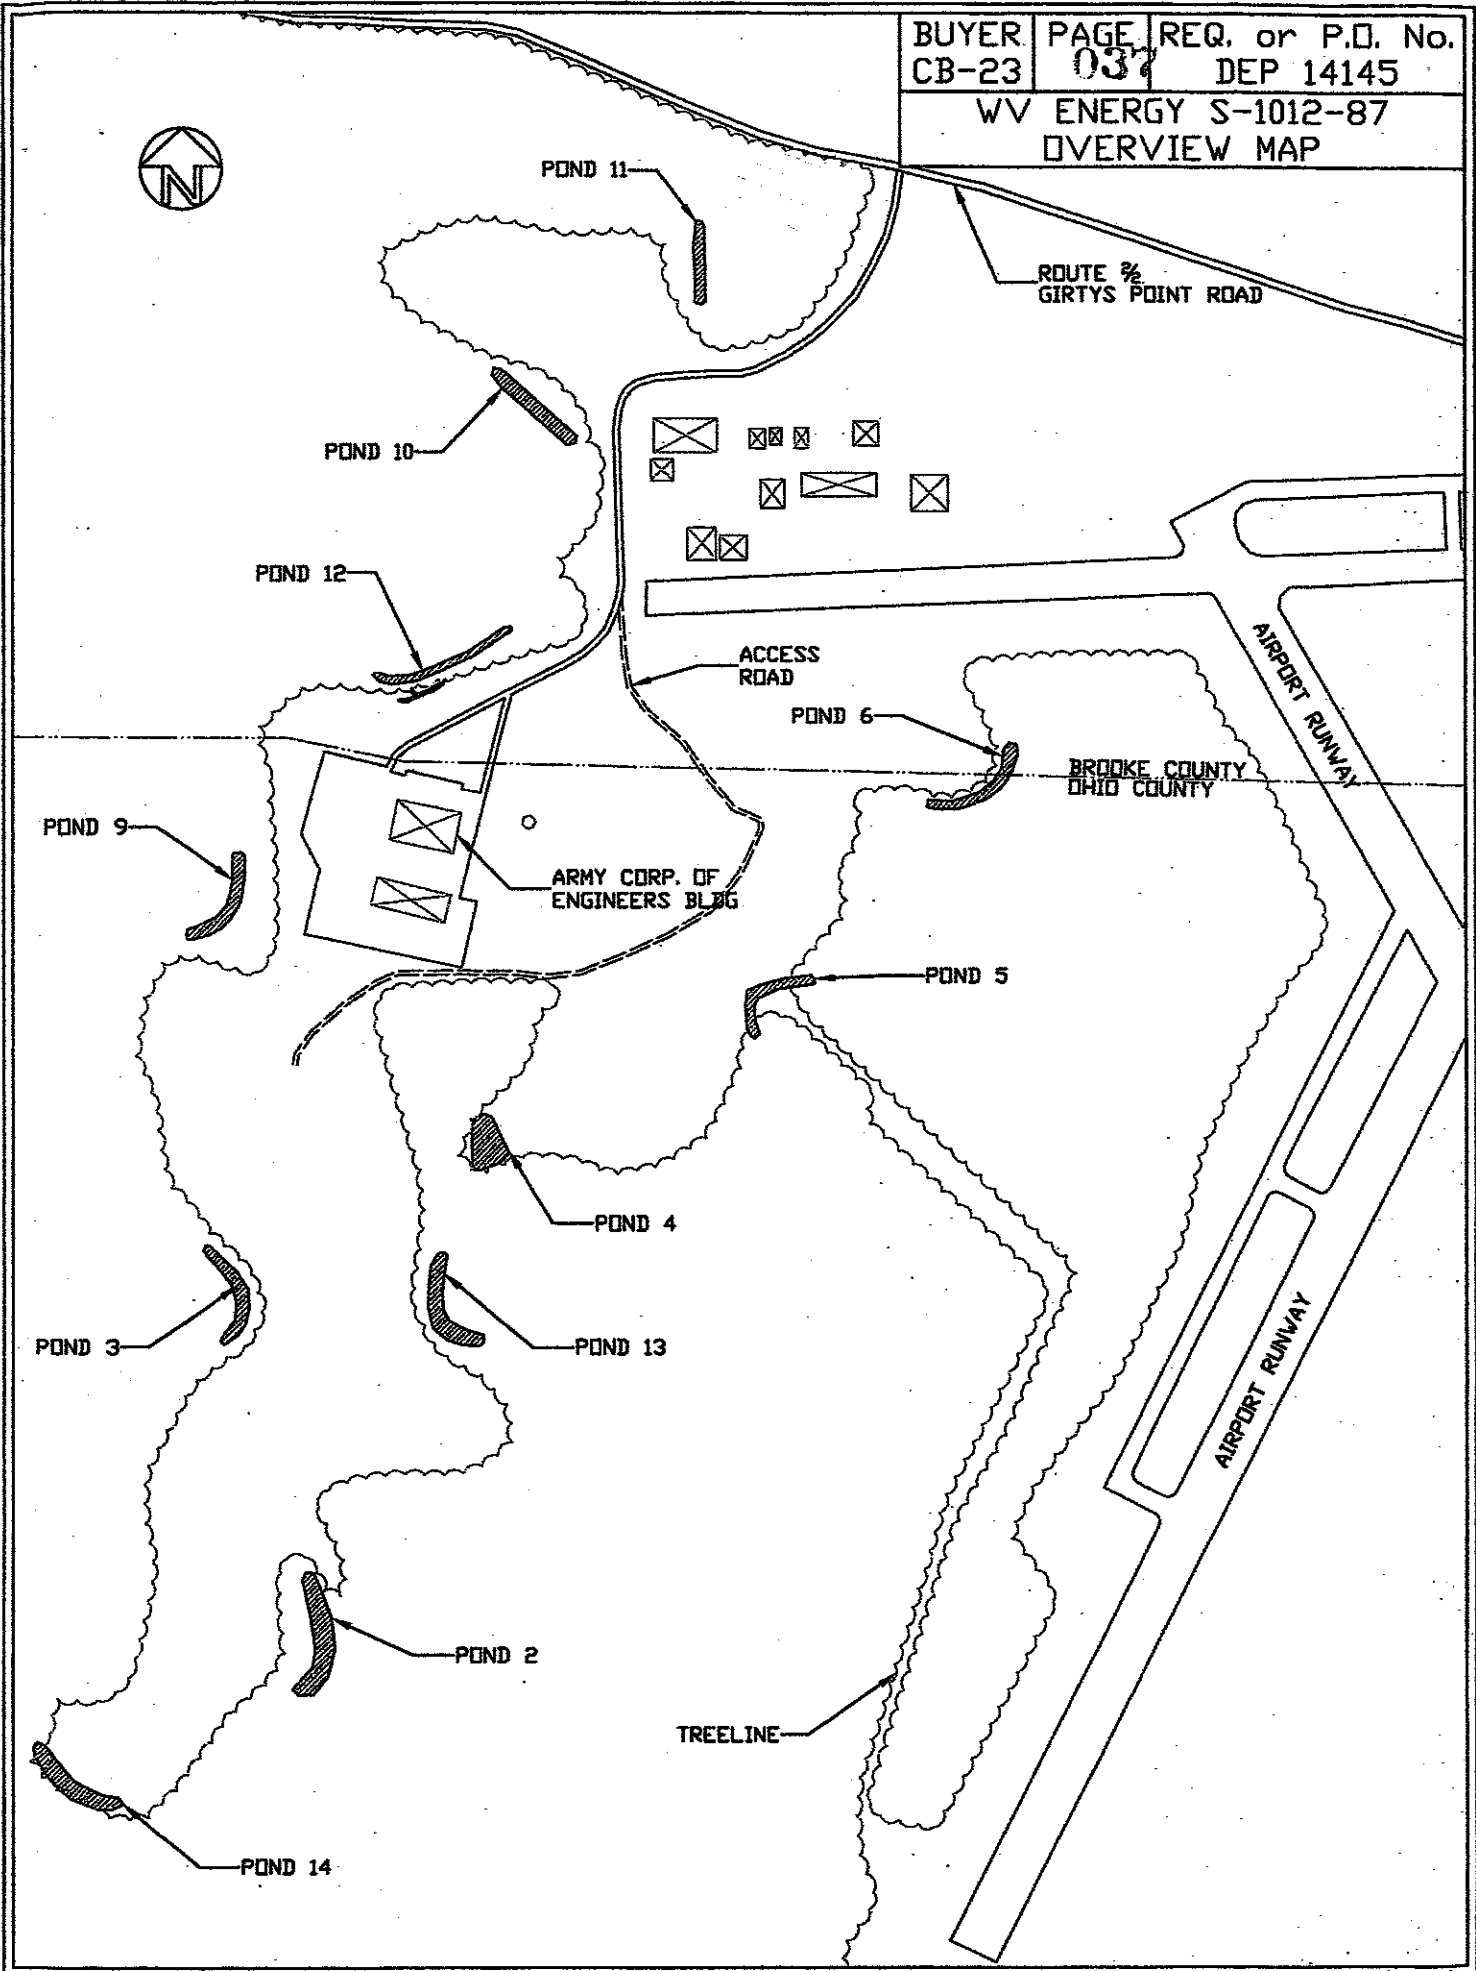 BUYER PAGE REQ. or P.O. No.
CB-23 037 DEP 14145
WV ENERGY S-1012-87
OVERVIEW MAP
N
POND 11
ROUTE 2/2
GIRTYS POINT ROAD
POND 10
POND 12
ACCESS
ROAD
AIRPORT RUNWAY
POND 6
BROOKE COUNTY
OHIO COUNTY
POND 9
ARMY CORP. OF
ENGINEERS BLDG
POND 5
POND 4
POND 3
POND 13
AIRPORT RUNWAY
POND 2
TREELINE
POND 14